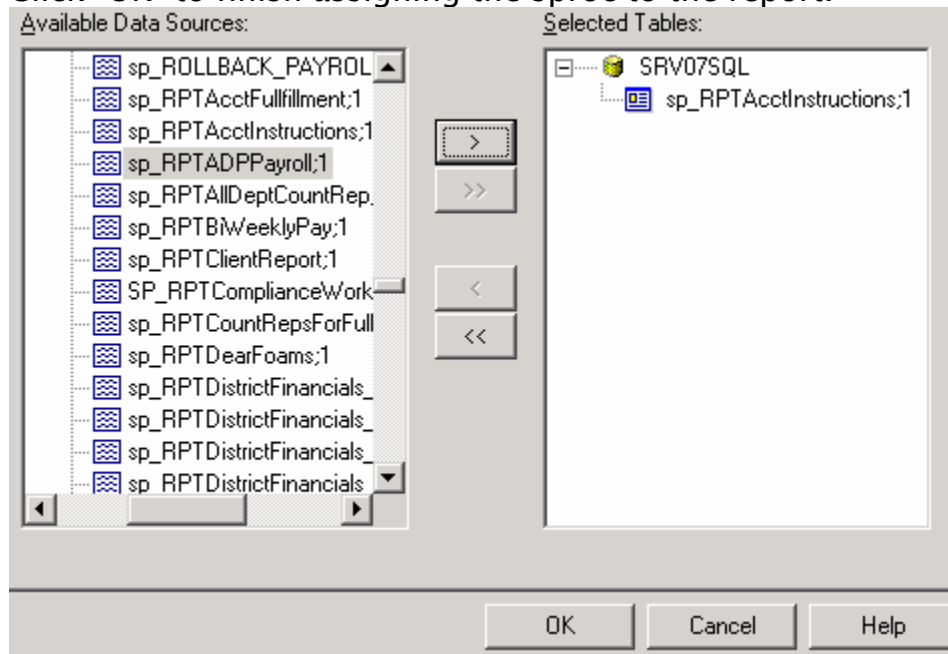 Click "OK" to finish assigning the sproc to the report.
Available Data Sources:
Selected Tables:
sp_ROLLBACK_PAYROL
sp_RPTAcctFullfillment;1
sp_RPTAcctInstructions;1
sp_RPTADPPayroll;1
sp_RPTAllDeptCountRep.
sp_RPTBiWeeklyPay;1
sp_RPTClientReport;1
SP_RPTComplianceWork
sp_RPTCountRepsForFull
sp_RPTDearFoams;1
sp_RPTDistrictFinancials_
sp_RPTDistrictFinancials_
sp_RPTDistrictFinancials_
sp_RPTDistrictFinancials
>
>>
<
<<
SRV07SQL
sp_RPTAcctInstructions;1
OK
Cancel
Help